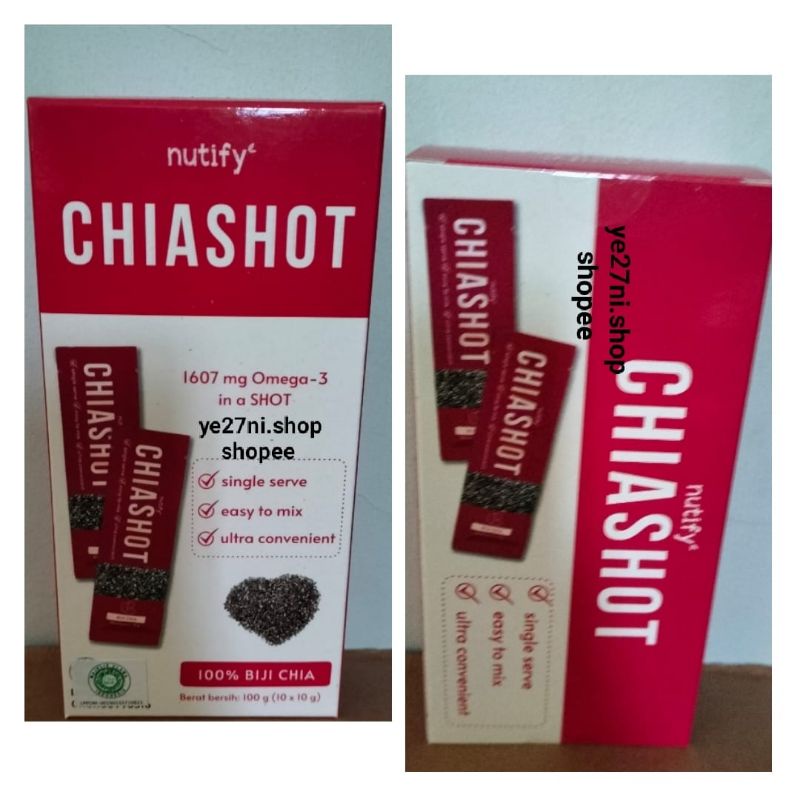 nutify
CHIASHOT
1607 mg Omega-3
in a SHOT
ye27ni.shop
shopee
single serve
easy to mix
ultra convenient
CHIASHOT
CHIASHOT
100% BIJI CHIA
Berat bersih: 100 g (10 x 10 g)
CHIASHOT
CHIASHOT
ye27ni.shop
shopee
nutify
CHIASHOT
single serve
easy to mix
ultra convenient